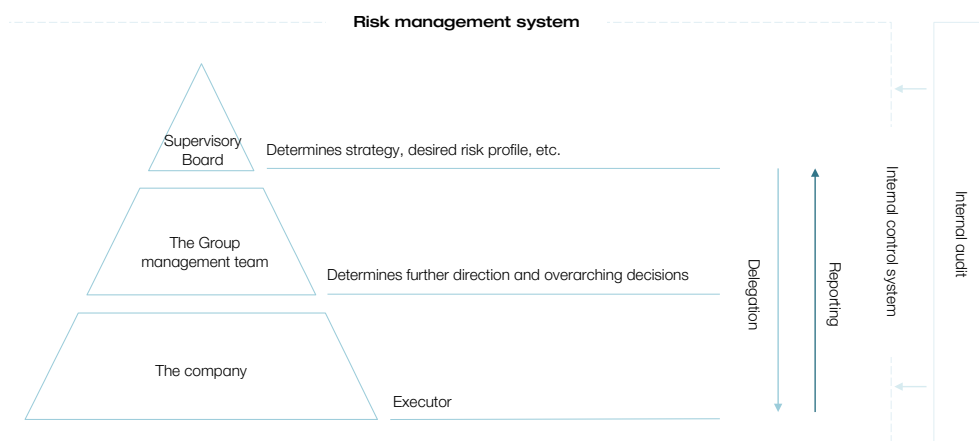 Risk management system
Supervisory
Board
Determines strategy, desired risk profile, etc.
The Group
management team
Determines further direction and overarching decisions
The company
Executor
Delegation
Reporting
Internal control system
Internal audit